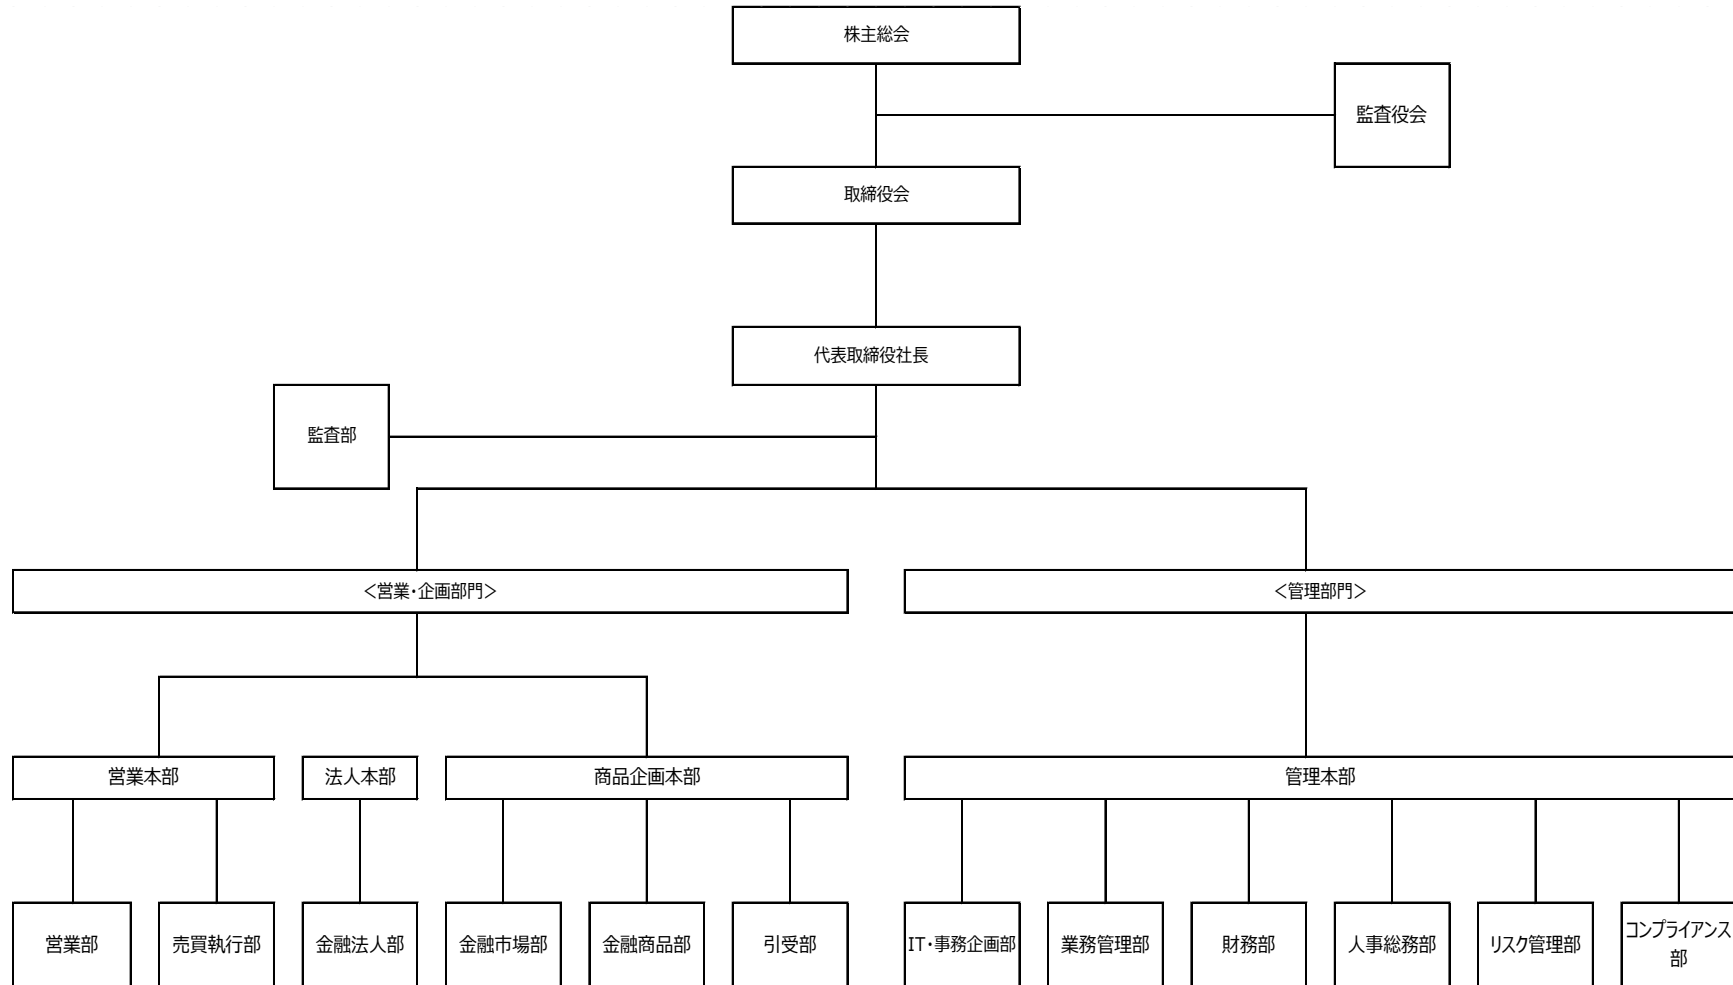 株主総会
監査役会
取締役会
代表取締役社長
監査部
＜営業・企画部門＞
＜管理部門＞
営業本部
法人本部
商品企画本部
管理本部
営業部
売買執行部
金融法人部
金融市場部
金融商品部
引受部
IT・事務企画部
業務管理部
財務部
人事総務部
リスク管理部
コンプライアンス
部